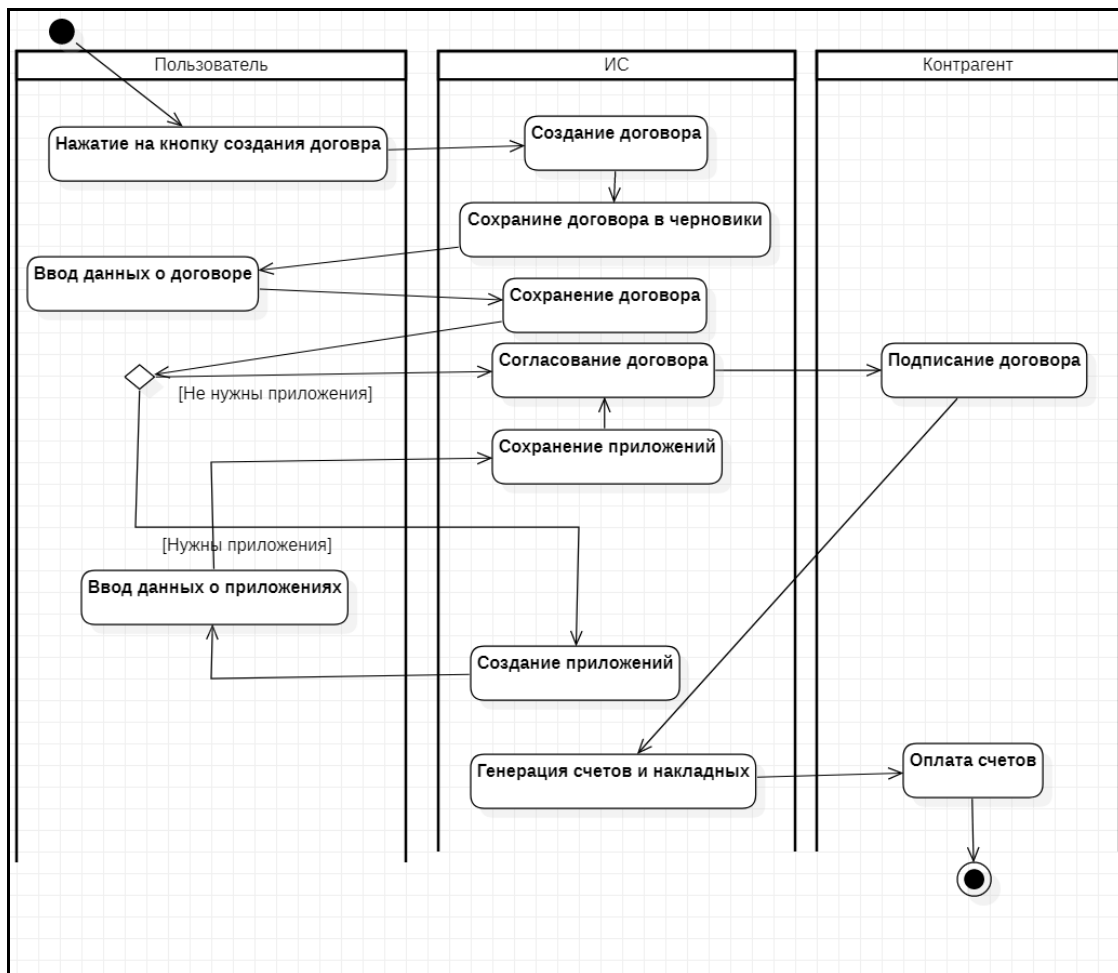 Пользователь
ИС
Контрагент
Нажатие на кнопку создания договра
Создание договора
Сохранине договора в черновики
Ввод данных о договоре
Сохранение договора
Согласование договора
Подписание договора
[Не нужны приложения]
Сохранение приложений
[Нужны приложения]
Ввод данных о приложениях
Создание приложений
Генерация счетов и накладных
Оплата счетов